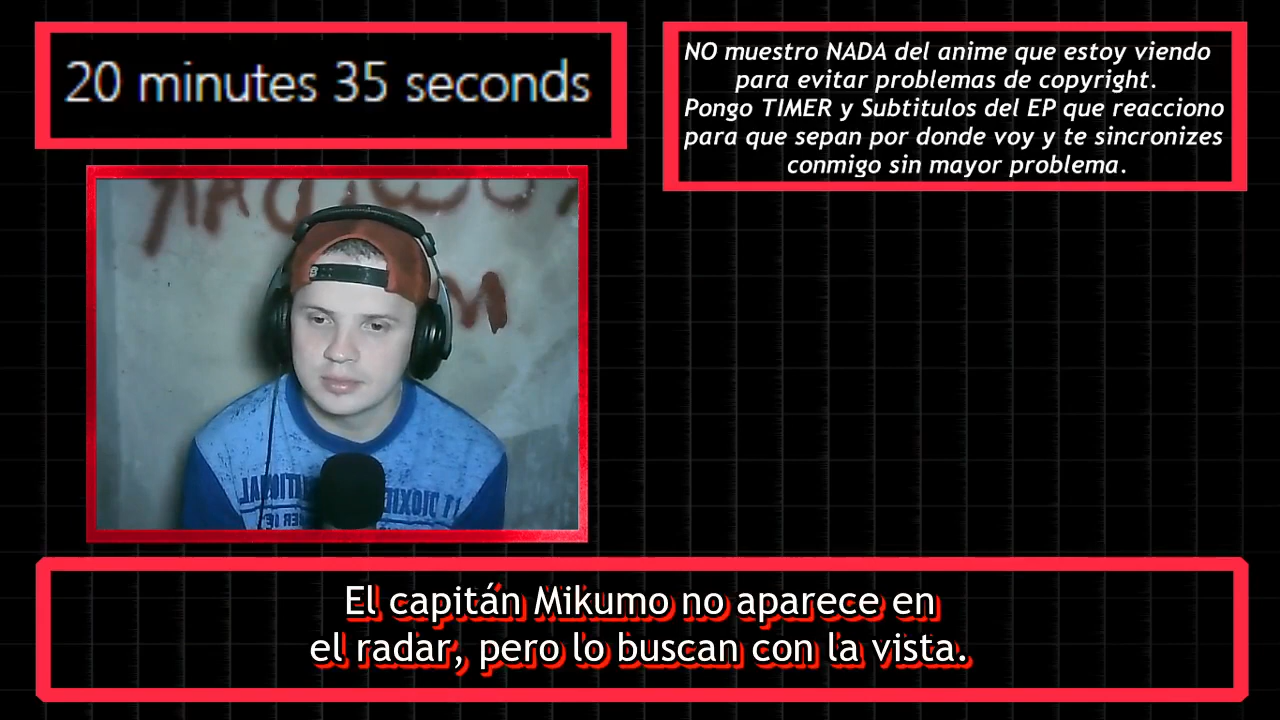 20 minutes 35 seconds
NO muestro NADA del anime que estoy viendo
para evitar problemas de copyright.
Pongo TIMER y Subtitulos del EP que reacciono
para que sepan por donde voy y te sincronizes
conmigo sin mayor problema.
El capitán Mikumo no aparece en
el radar, pero lo buscan con la vista.